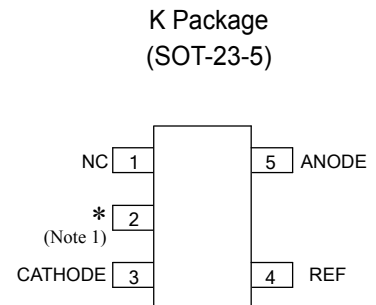 K Package
(SOT-23-5)
NC 1 5 ANODE
* 2
(Note 1)
CATHODE 3 4 REF